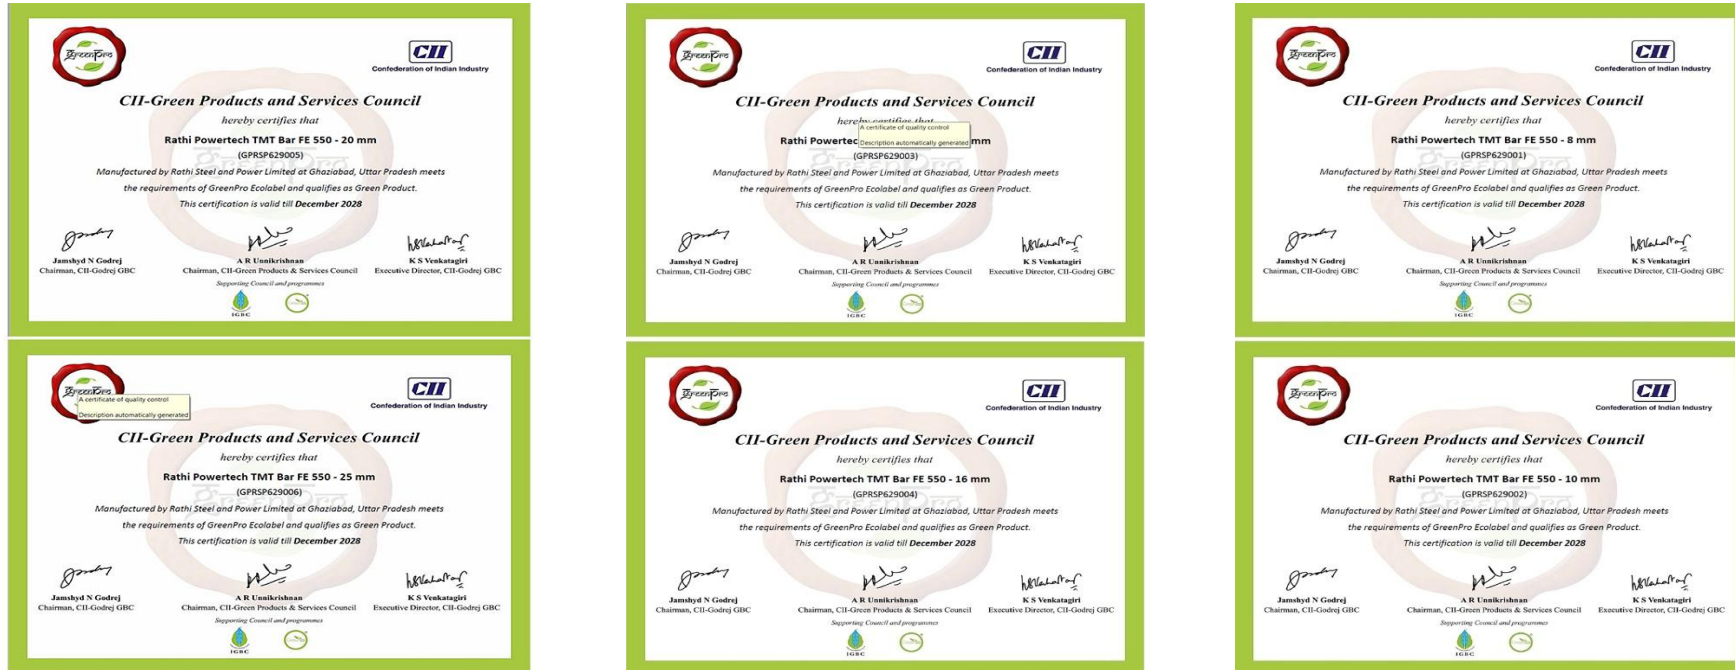 GreenPro
CII
Confederation of Indian Industry
CII-Green Products and Services Council
hereby certifies that
Rathi Powertech TMT Bar FE 550 - 20 mm
(GPRSP629005)
Manufactured by Rathi Steel and Power Limited at Ghaziabad, Uttar Pradesh meets
the requirements of GreenPro Ecolabel and qualifies as Green Product.
This certification is valid till December 2028
Jamshyd N Godrej
Chairman, CII-Godrej GBC
A R Unnikrishnan
Chairman, CII-Green Products & Services Council
K S Venkatagiri
Executive Director, CII-Godrej GBC
Supporting Council and programmes
IGBC
GreenPro
CII
Confederation of Indian Industry
CII-Green Products and Services Council
hereby certifies that
A certificate of quality control
Description automatically generated
Rathi Powertec mm
(GPRSP629003)
Manufactured by Rathi Steel and Power Limited at Ghaziabad, Uttar Pradesh meets
the requirements of GreenPro Ecolabel and qualifies as Green Product.
This certification is valid till December 2028
Jamshyd N Godrej
Chairman, CII-Godrej GBC
A R Unnikrishnan
Chairman, CII-Green Products & Services Council
K S Venkatagiri
Executive Director, CII-Godrej GBC
Supporting Council and programmes
IGBC
GreenPro
CII
Confederation of Indian Industry
CII-Green Products and Services Council
hereby certifies that
Rathi Powertech TMT Bar FE 550 - 8 mm
(GPRSP629001)
Manufactured by Rathi Steel and Power Limited at Ghaziabad, Uttar Pradesh meets
the requirements of GreenPro Ecolabel and qualifies as Green Product.
This certification is valid till December 2028
Jamshyd N Godrej
Chairman, CII-Godrej GBC
A R Unnikrishnan
Chairman, CII-Green Products & Services Council
K S Venkatagiri
Executive Director, CII-Godrej GBC
Supporting Council and programmes
IGBC
GreenPro
A certificate of quality control
Description automatically generated
CII
Confederation of Indian Industry
CII-Green Products and Services Council
hereby certifies that
Rathi Powertech TMT Bar FE 550 - 25 mm
(GPRSP629006)
Manufactured by Rathi Steel and Power Limited at Ghaziabad, Uttar Pradesh meets
the requirements of GreenPro Ecolabel and qualifies as Green Product.
This certification is valid till December 2028
Jamshyd N Godrej
Chairman, CII-Godrej GBC
A R Unnikrishnan
Chairman, CII-Green Products & Services Council
K S Venkatagiri
Executive Director, CII-Godrej GBC
Supporting Council and programmes
IGBC
GreenPro
CII
Confederation of Indian Industry
CII-Green Products and Services Council
hereby certifies that
Rathi Powertech TMT Bar FE 550 - 16 mm
(GPRSP629004)
Manufactured by Rathi Steel and Power Limited at Ghaziabad, Uttar Pradesh meets
the requirements of GreenPro Ecolabel and qualifies as Green Product.
This certification is valid till December 2028
Jamshyd N Godrej
Chairman, CII-Godrej GBC
A R Unnikrishnan
Chairman, CII-Green Products & Services Council
K S Venkatagiri
Executive Director, CII-Godrej GBC
Supporting Council and programmes
IGBC
GreenPro
CII
Confederation of Indian Industry
CII-Green Products and Services Council
hereby certifies that
Rathi Powertech TMT Bar FE 550 - 10 mm
(GPRSP629002)
Manufactured by Rathi Steel and Power Limited at Ghaziabad, Uttar Pradesh meets
the requirements of GreenPro Ecolabel and qualifies as Green Product.
This certification is valid till December 2028
Jamshyd N Godrej
Chairman, CII-Godrej GBC
A R Unnikrishnan
Chairman, CII-Green Products & Services Council
K S Venkatagiri
Executive Director, CII-Godrej GBC
Supporting Council and programmes
IGBC